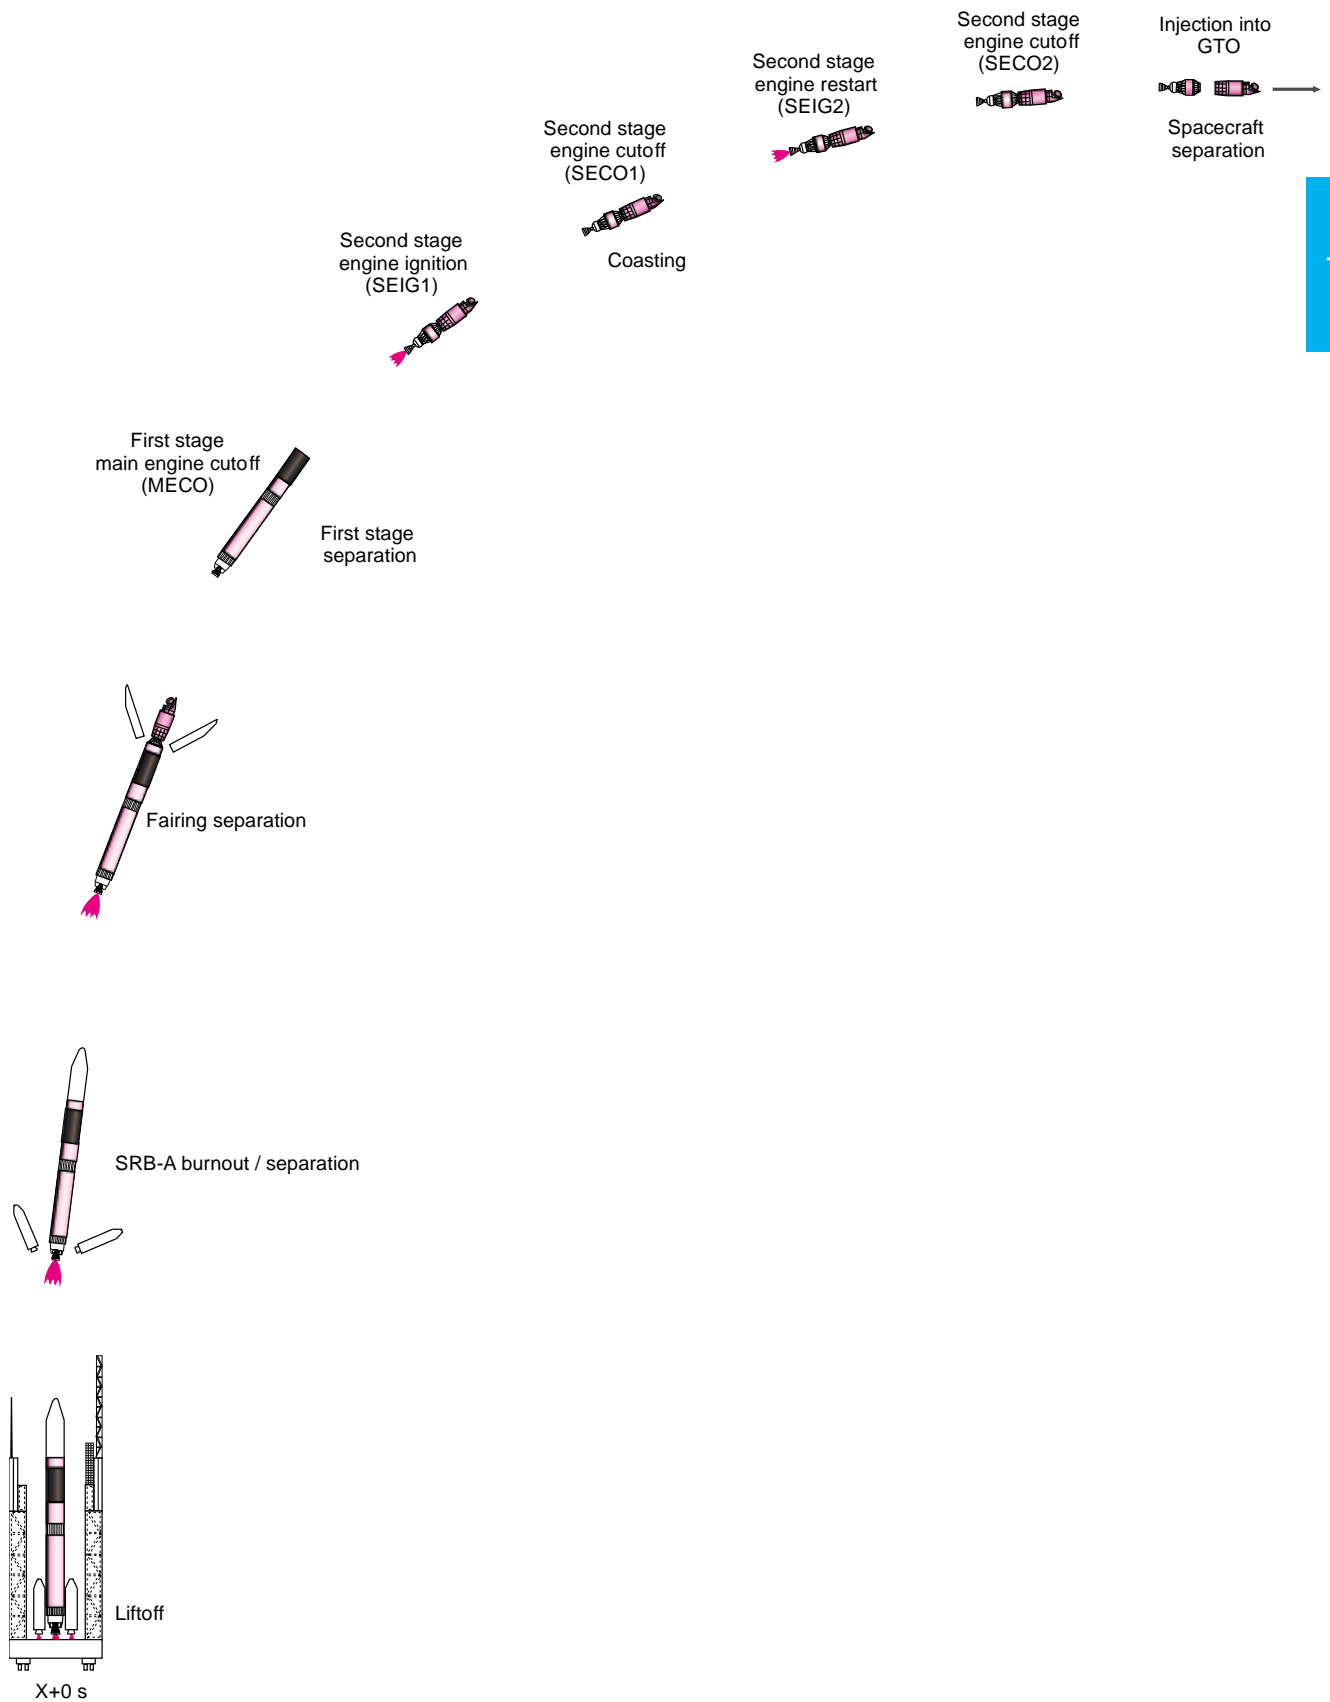 Second stage
engine cutoff
(SECO2)
Injection into
GTO
Spacecraft
separation
Second stage
engine restart
(SEIG2)
Second stage
engine cutoff
(SECO1)
Coasting
Second stage
engine ignition
(SEIG1)
First stage
main engine cutoff
(MECO)
First stage
separation
Fairing separation
SRB-A burnout / separation
Liftoff
X+0 s